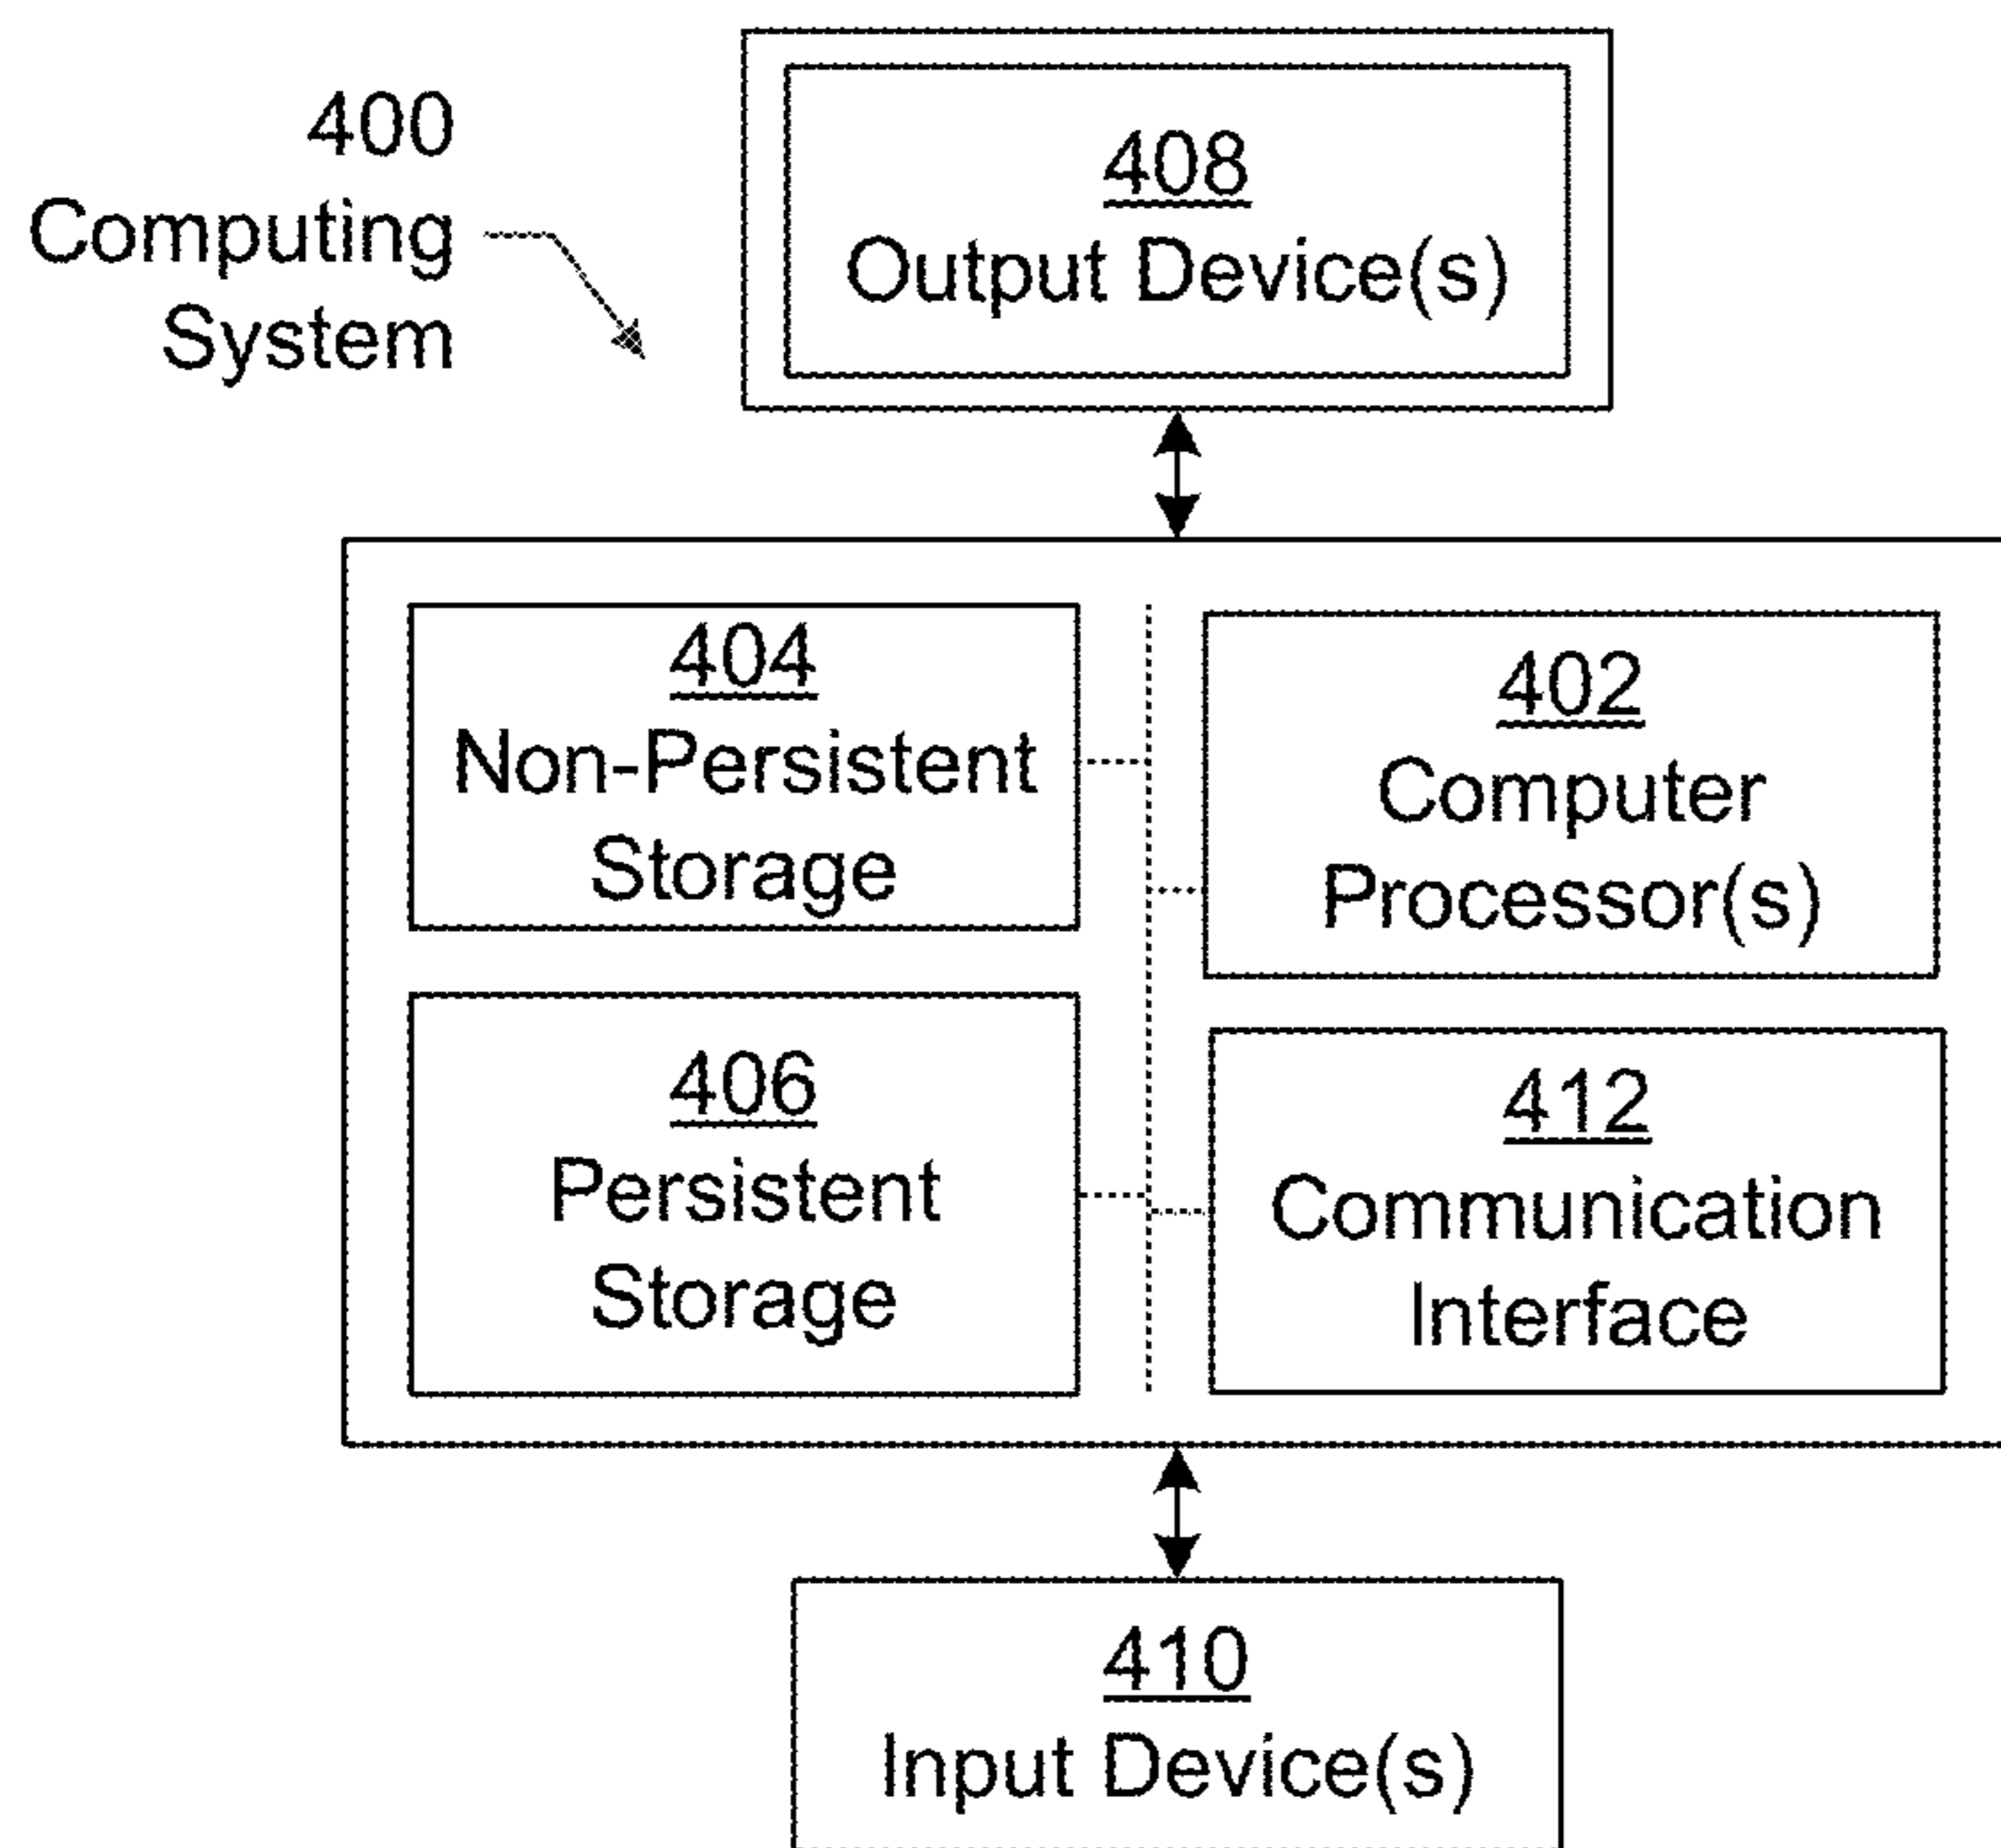 400
Computing
System
408
Output Device(s)
404
Non-Persistent
Storage
402
Computer
Processor(s)
406
Persistent
Storage
412
Communication
Interface
410
Input Device(s)